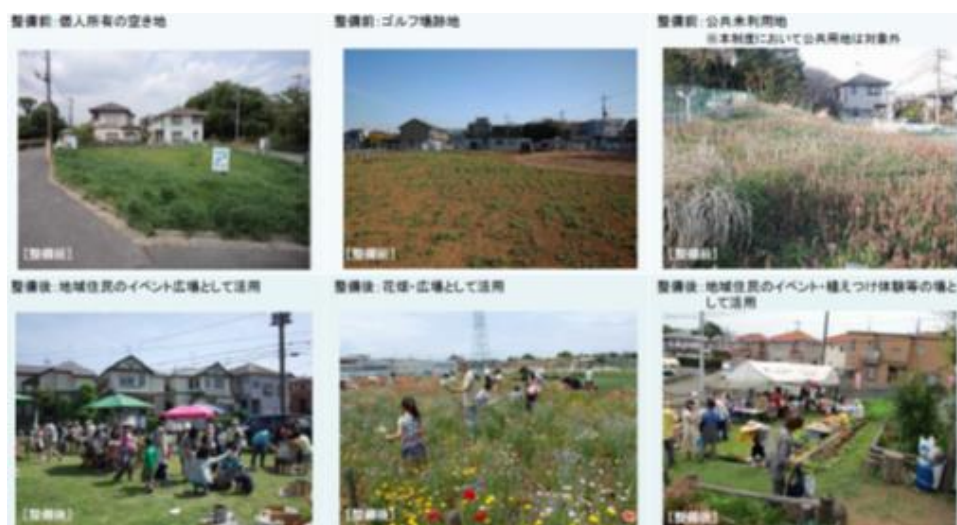 整備前:個人所有の空き地
整備前:ゴルフ場跡地
整備前:公共未利用地
※本制度において公共用地は対象外
[整備前]
[整備前]
[整備前]
整備後:地域住民のイベント広場として活用
整備後:花畑・広場として活用
整備後:地域住民のイベント・植えつけ体験等の場と
して活用
[整備後]
[整備後]
[整備後]